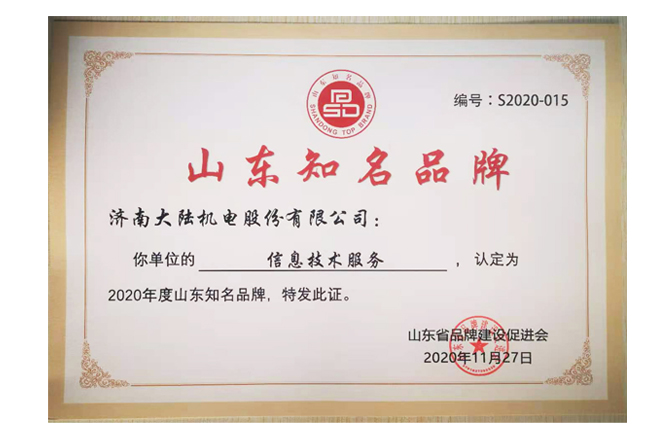 山东知名品牌
SHANDONG TOP BRAND
编号：S2020-015
山东知名品牌
济南大陆机电股份有限公司：
你单位的 信息技术服务 ，认定为
2020年度山东知名品牌，特发此证。
山东省品牌建设促进会
2020年11月27日